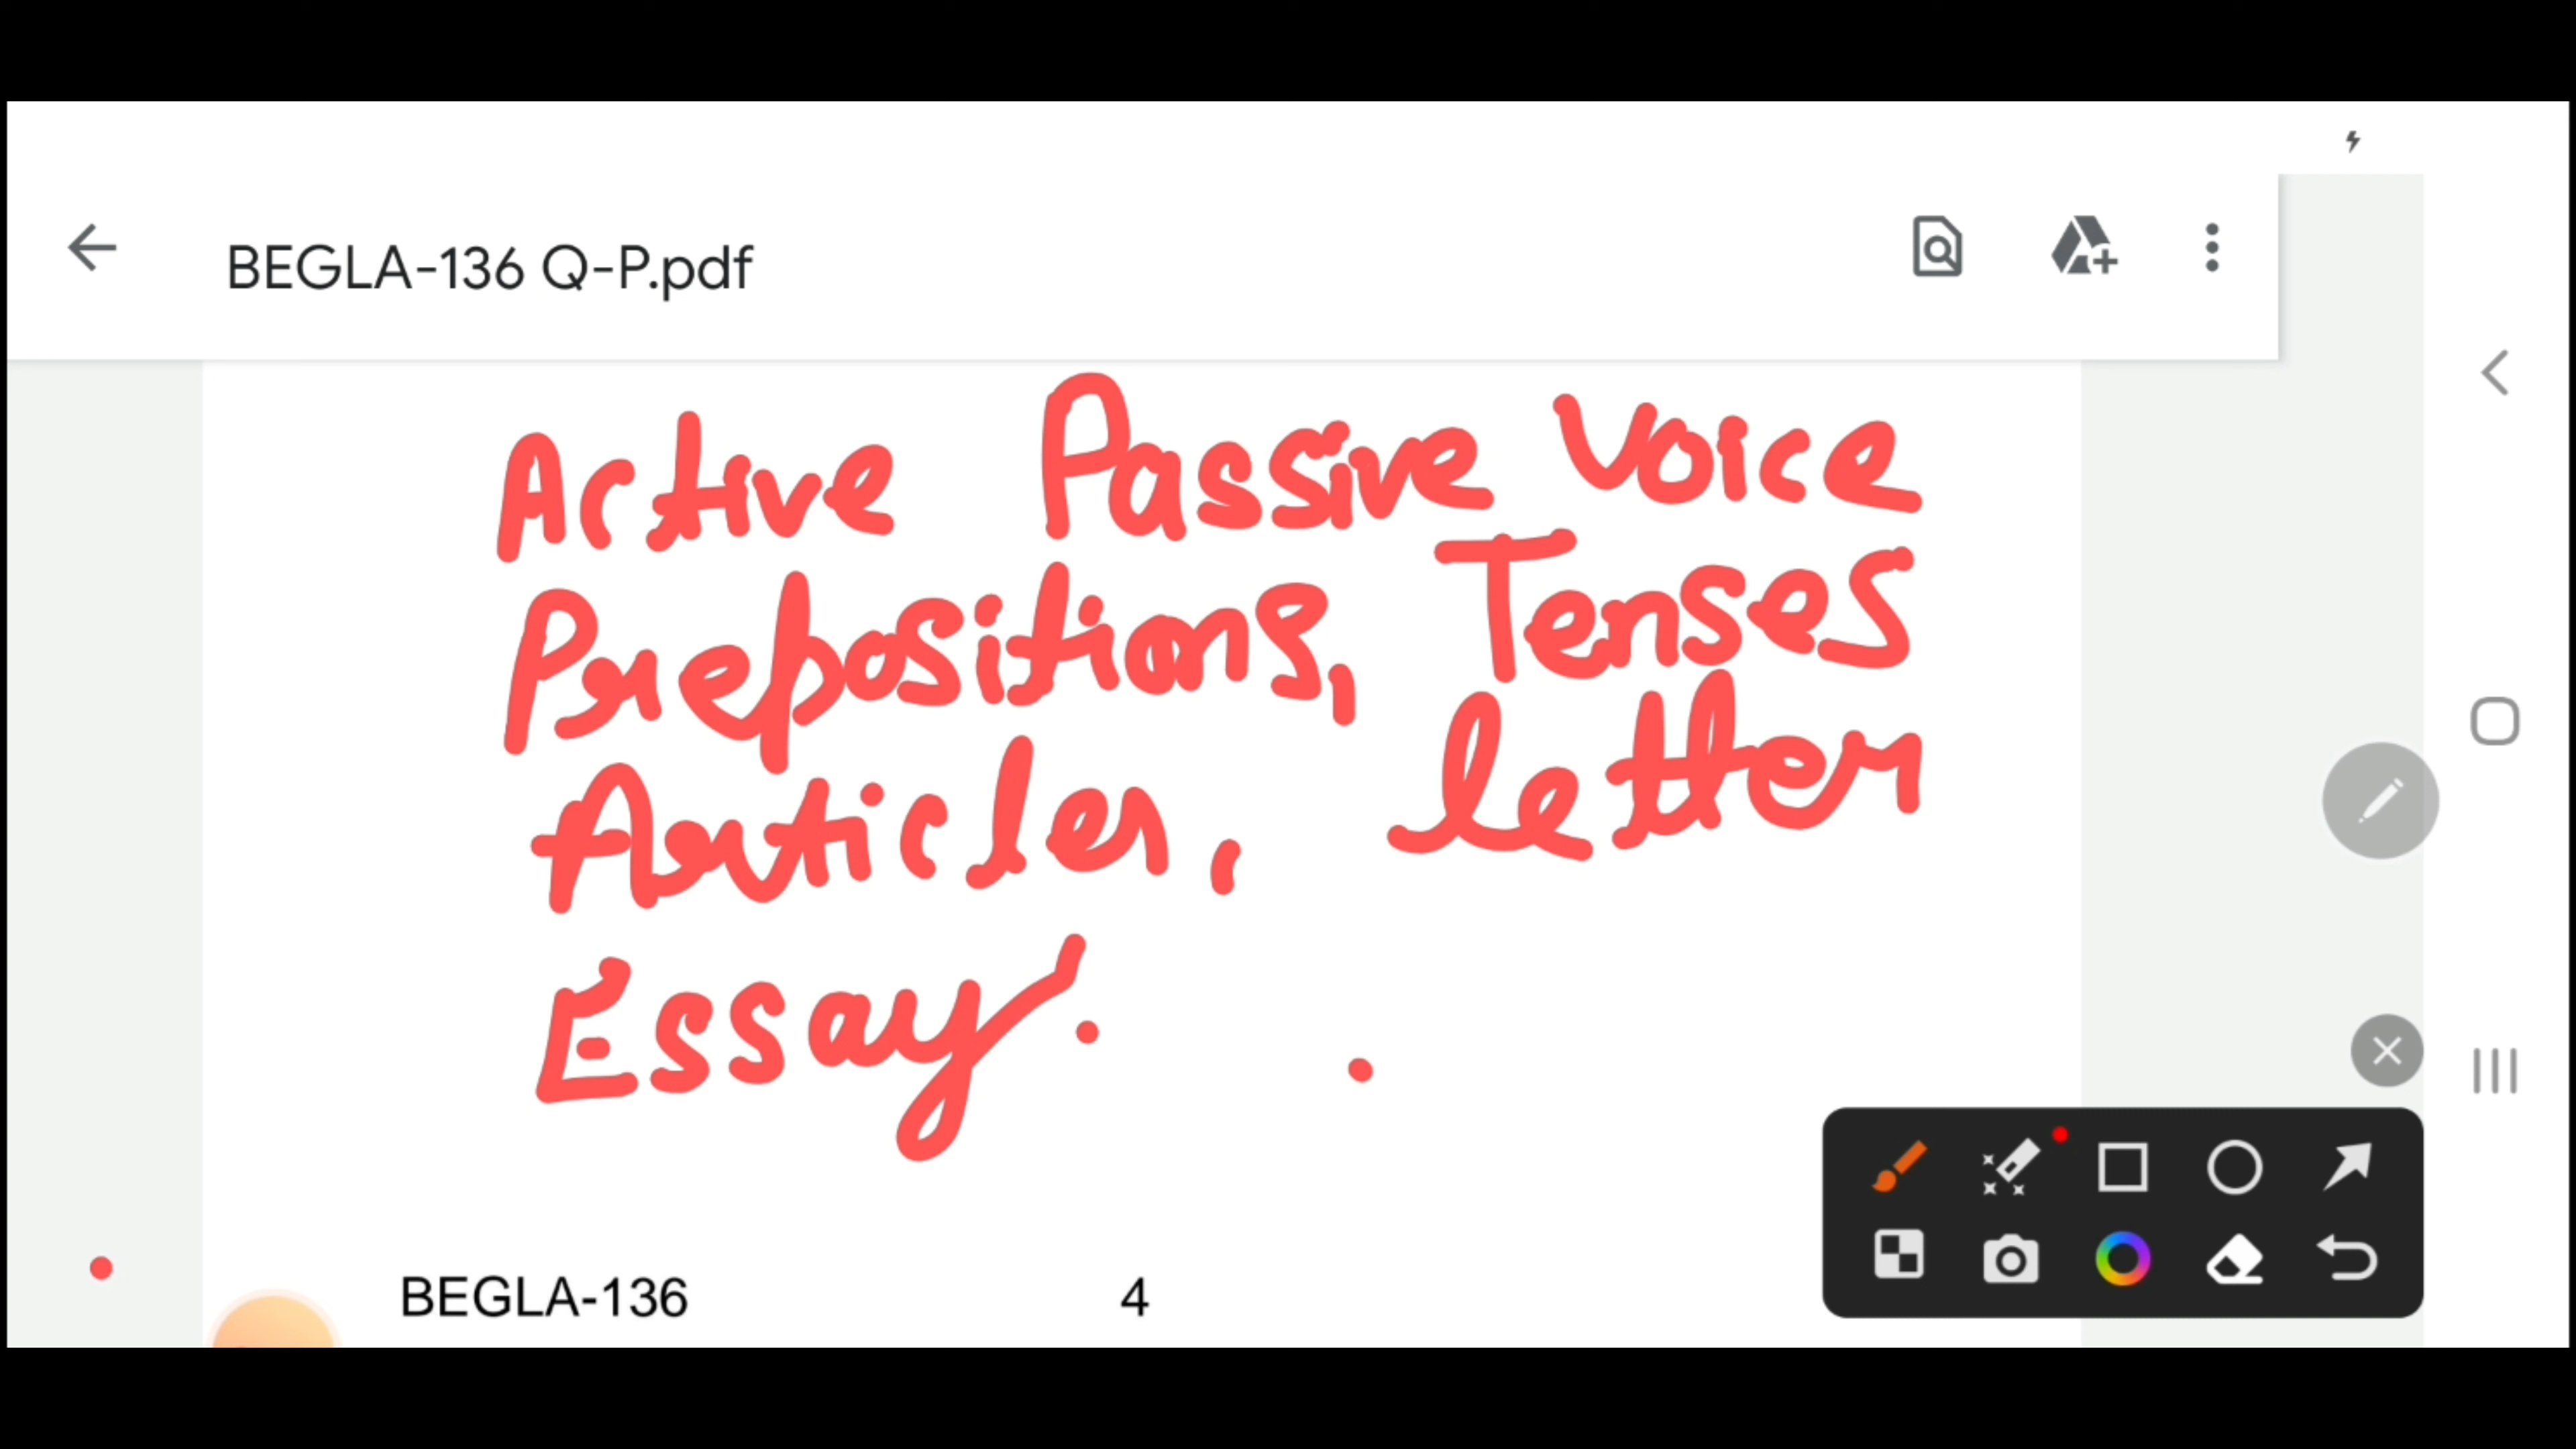 BEGLA-136 Q-P.pdf
Active Passive Voice
Prepositions, Tenses
Articles, letter
Essay.
BEGLA-136 4